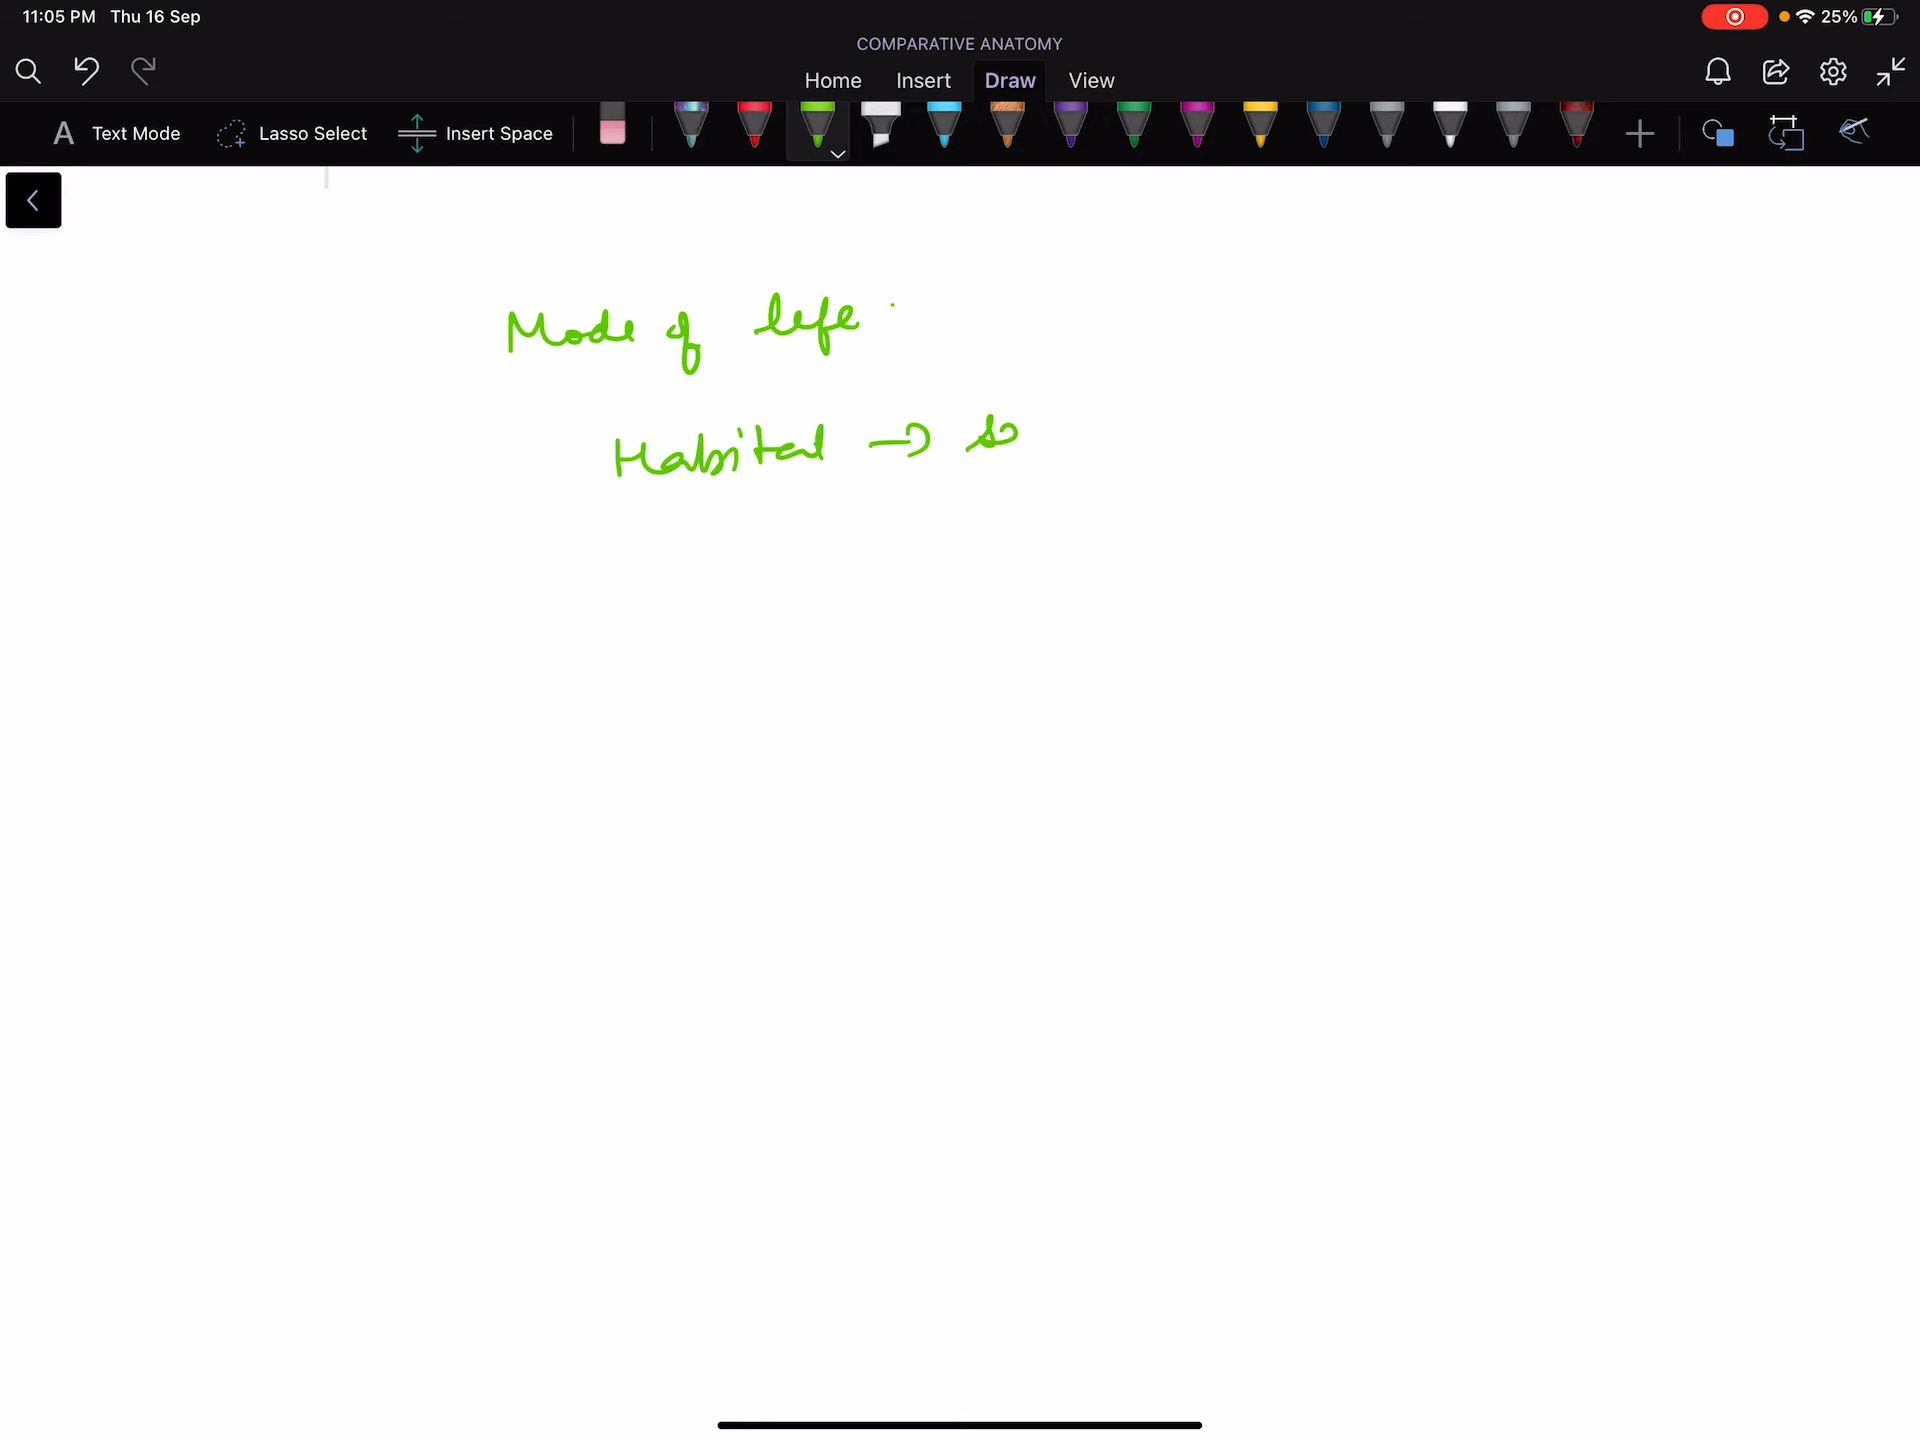 11:05 PM Thu 16 Sep
25%
COMPARATIVE ANATOMY
Home Insert Draw View
A Text Mode Lasso Select Insert Space
Mode of life
Habitat → so